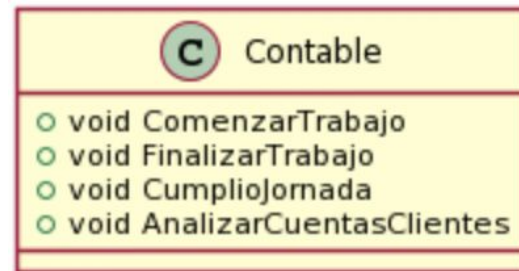 C Contable
void ComenzarTrabajo
void FinalizarTrabajo
void CumplioJornada
void AnalizarCuentasClientes